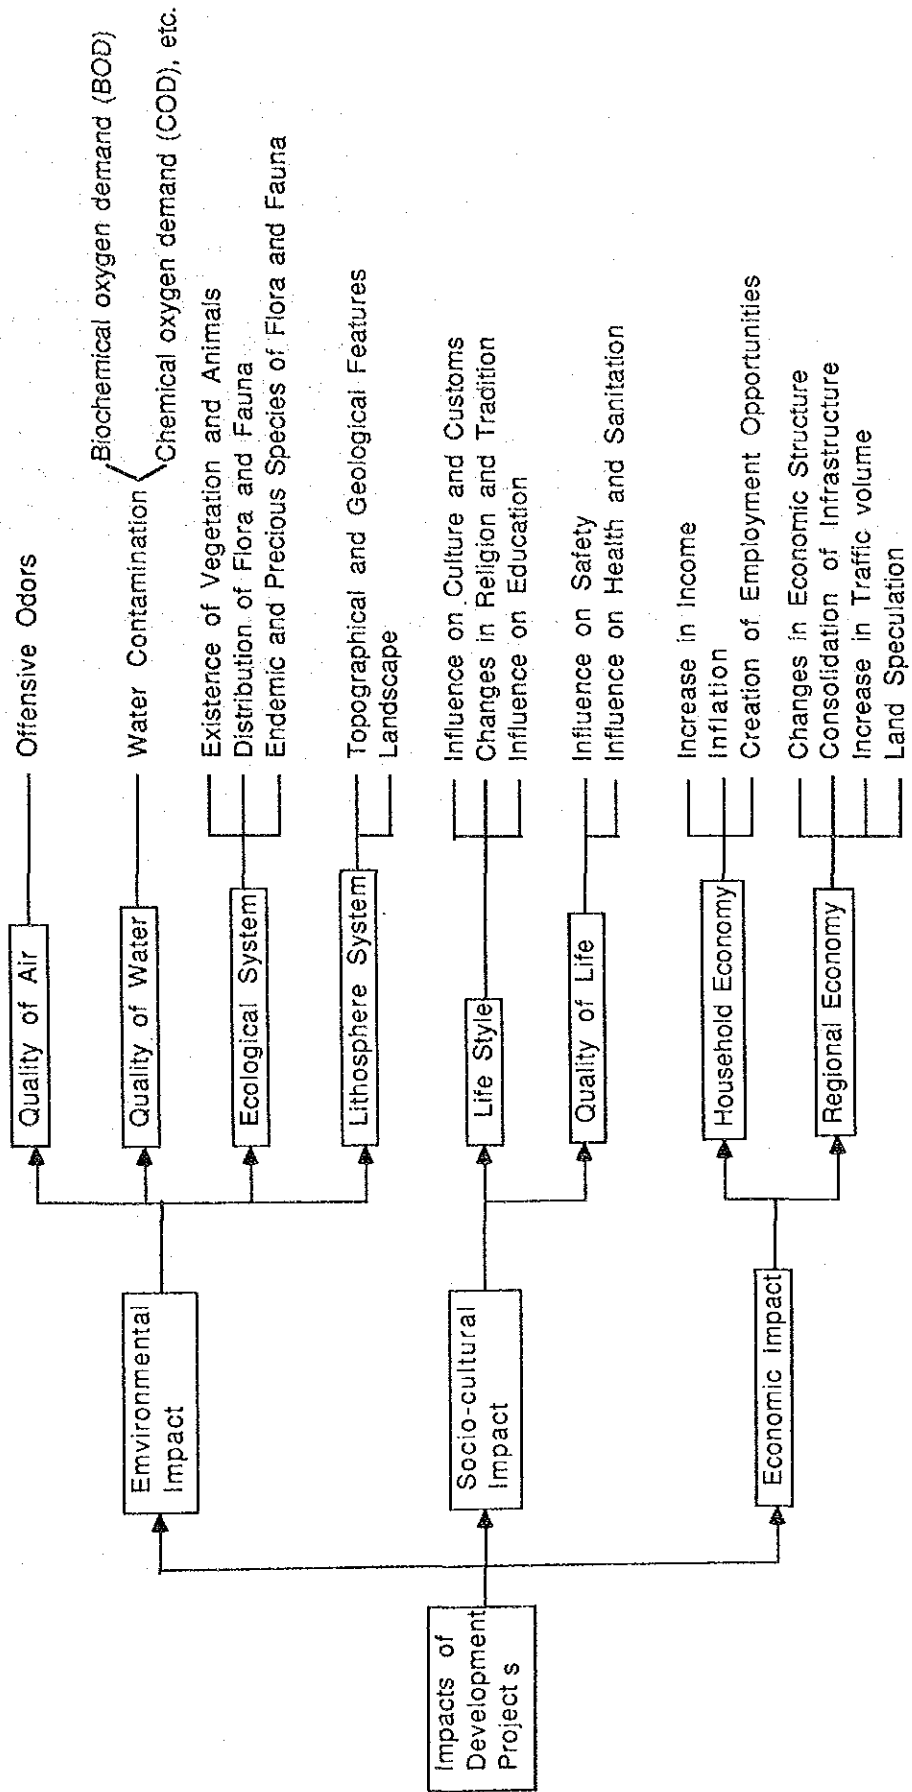 Impacts of
Development
Projects
Emvironmental
Impact
Quality of Air
Offensive Odors
Quality of Water
Water Contamination
Biochemical oxygen demand (BOD)
Chemical oxygen demand (COD), etc.
Ecological System
Existence of Vegetation and Animals
Distribution of Flora and Fauna
Endemic and Precious Species of Flora and Fauna
Lithosphere System
Topographical and Geological Features
Landscape
Socio-cultural
Impact
Life Style
Influence on Culture and Customs
Changes in Religion and Tradition
Influence on Education
Quality of Life
Influence on Safety
Influence on Health and Sanitation
Economic Impact
Household Economy
Increase in Income
Inflation
Creation of Employment Opportunities
Regional Economy
Changes in Economic Structure
Consolidation of Infrastructure
Increase in Traffic volume
Land Speculation